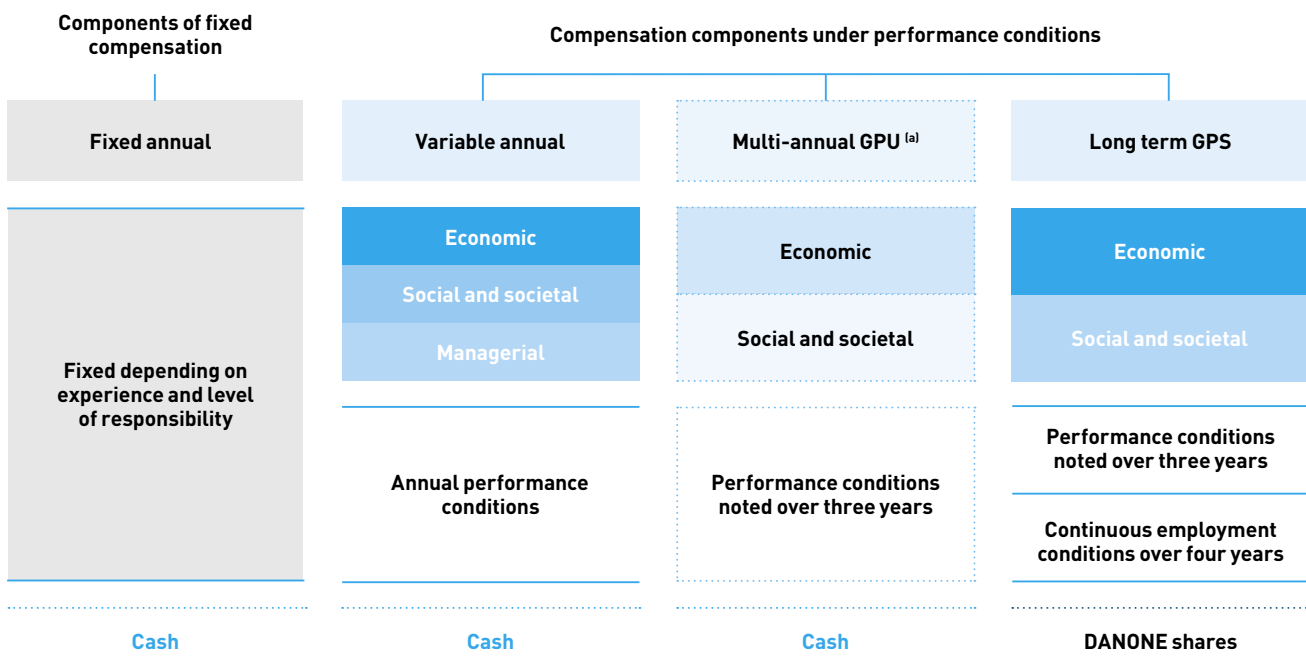 Components of fixed
compensation
Compensation components under performance conditions
Fixed annual
Variable annual
Multi-annual GPU (a)
Long term GPS
Fixed depending on
experience and level
of responsibility
Economic
Social and societal
Managerial
Annual performance
conditions
Economic
Social and societal
Performance conditions
noted over three years
Economic
Social and societal
Performance conditions
noted over three years
Continuous employment
conditions over four years
Cash
Cash
Cash
DANONE shares